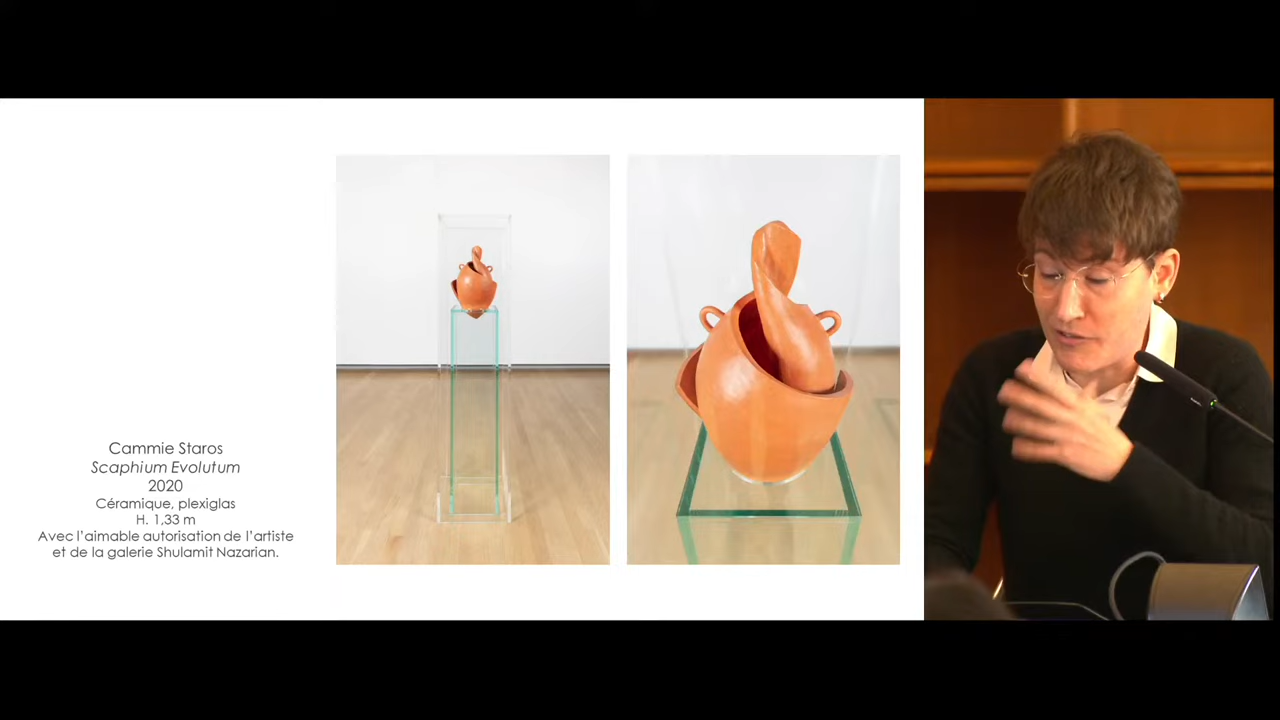 Cammie Staros
Scaphium Evolutum
2020
Céramique, plexiglas
H. 1,33 m
Avec l'aimable autorisation de l'artiste
et de la galerie Shulamit Nazarian.